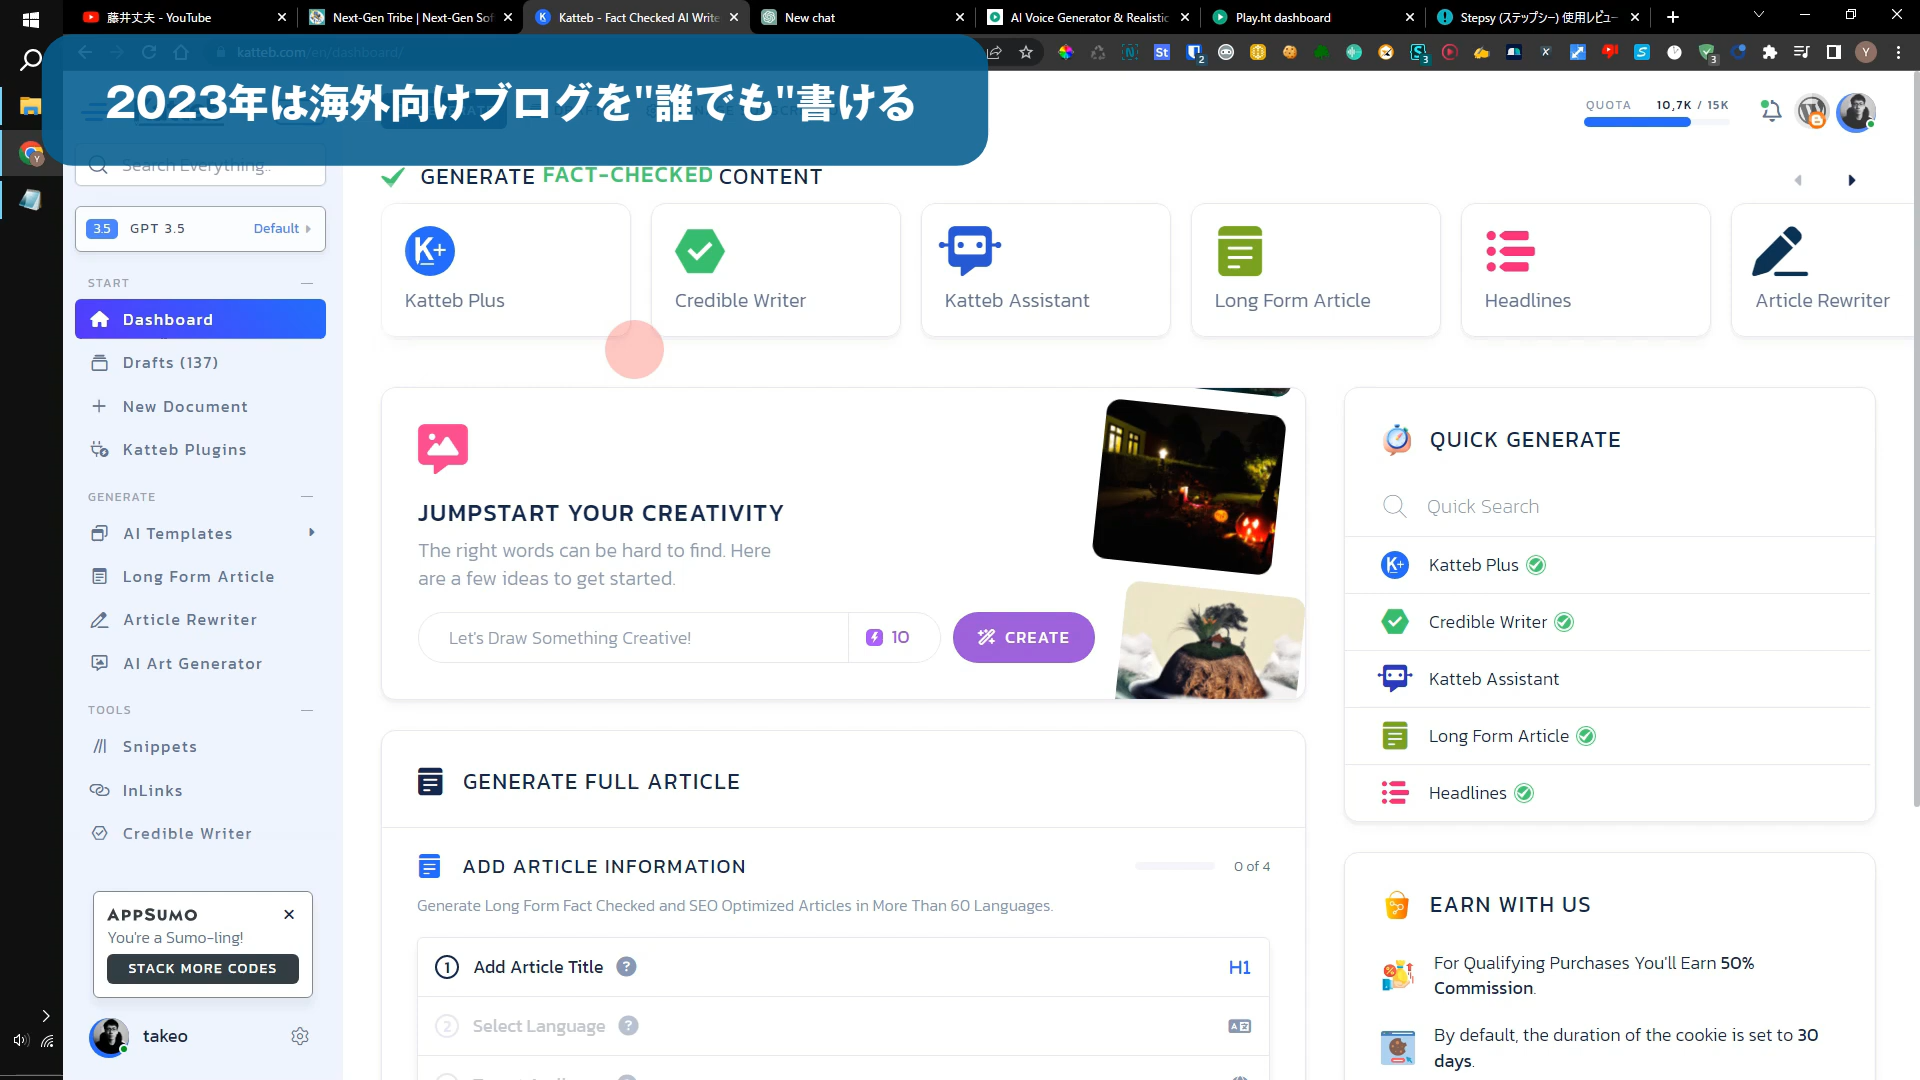 藤井丈夫 - YouTube
Next-Gen Tribe | Next-Gen Sof
Katteb - Fact Checked AI Write
New chat
AI Voice Generator & Realistic
Play.ht dashboard
Stepsy (ステップシー) 使用レビュー
katteb.com/en/dashboard/
2023年は海外向けブログを"誰でも"書ける
QUOTA 10,7K / 15K
Search Everything..
GENERATE FACT-CHECKED CONTENT
3.5 GPT 3.5 Default
Katteb Plus
Credible Writer
Katteb Assistant
Long Form Article
Headlines
Article Rewriter
START
Dashboard
Drafts (137)
New Document
Katteb Plugins
GENERATE
AI Templates
Long Form Article
Article Rewriter
AI Art Generator
TOOLS
Snippets
InLinks
Credible Writer
APPSUMO
You're a Sumo-ling!
STACK MORE CODES
takeo
JUMPSTART YOUR CREATIVITY
The right words can be hard to find. Here
are a few ideas to get started.
Let's Draw Something Creative!
10
CREATE
GENERATE FULL ARTICLE
ADD ARTICLE INFORMATION
0 of 4
Generate Long Form Fact Checked and SEO Optimized Articles in More Than 60 Languages.
1 Add Article Title ? H1
2 Select Language ?
QUICK GENERATE
Quick Search
Katteb Plus
Credible Writer
Katteb Assistant
Long Form Article
Headlines
EARN WITH US
For Qualifying Purchases You'll Earn 50%
Commission.
By default, the duration of the cookie is set to 30
days.